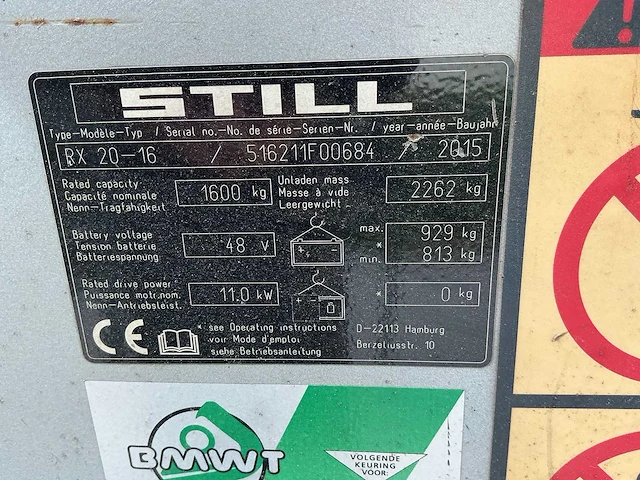 STILL
Type-Modèle-Typ / Serial no.-No. de série-Serien-Nr. / year-année-Baujahr
RX 20-16 / 516211F00684 / 2015
Rated capacity
Capacité nominale
Nenn-Tragfähigkeit
1600 kg
Unladen mass
Masse à vide
Leergewicht
2262 kg
Battery voltage
Tension batterie
Batteriespannung
48 V
max. 929 kg
*
min. 813 kg
Rated drive power
Puissance motr.nom.
Nenn-Antriebsleist.
11.0 kW
* 0 kg
CE
* see Operating instructions
voir Mode d'emploi
siehe Betriebsanleitung
D-22113 Hamburg
Berzeliusstr. 10
BMWT
VOLGENDE
KEURING
VOOR: